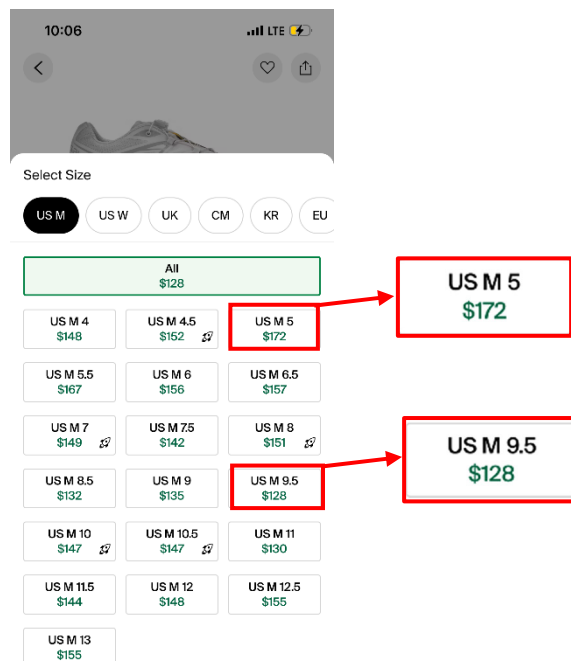 10:06
LTE
Select Size
US M
US W
UK
CM
KR
EU
All
$128
US M 4
$148
US M 4.5
$152
US M 5
$172
US M 5
$172
US M 5.5
$167
US M 6
$156
US M 6.5
$157
US M 7
$149
US M 7.5
$142
US M 8
$151
US M 8.5
$132
US M 9
$135
US M 9.5
$128
US M 9.5
$128
US M 10
$147
US M 10.5
$147
US M 11
$130
US M 11.5
$144
US M 12
$148
US M 12.5
$155
US M 13
$155